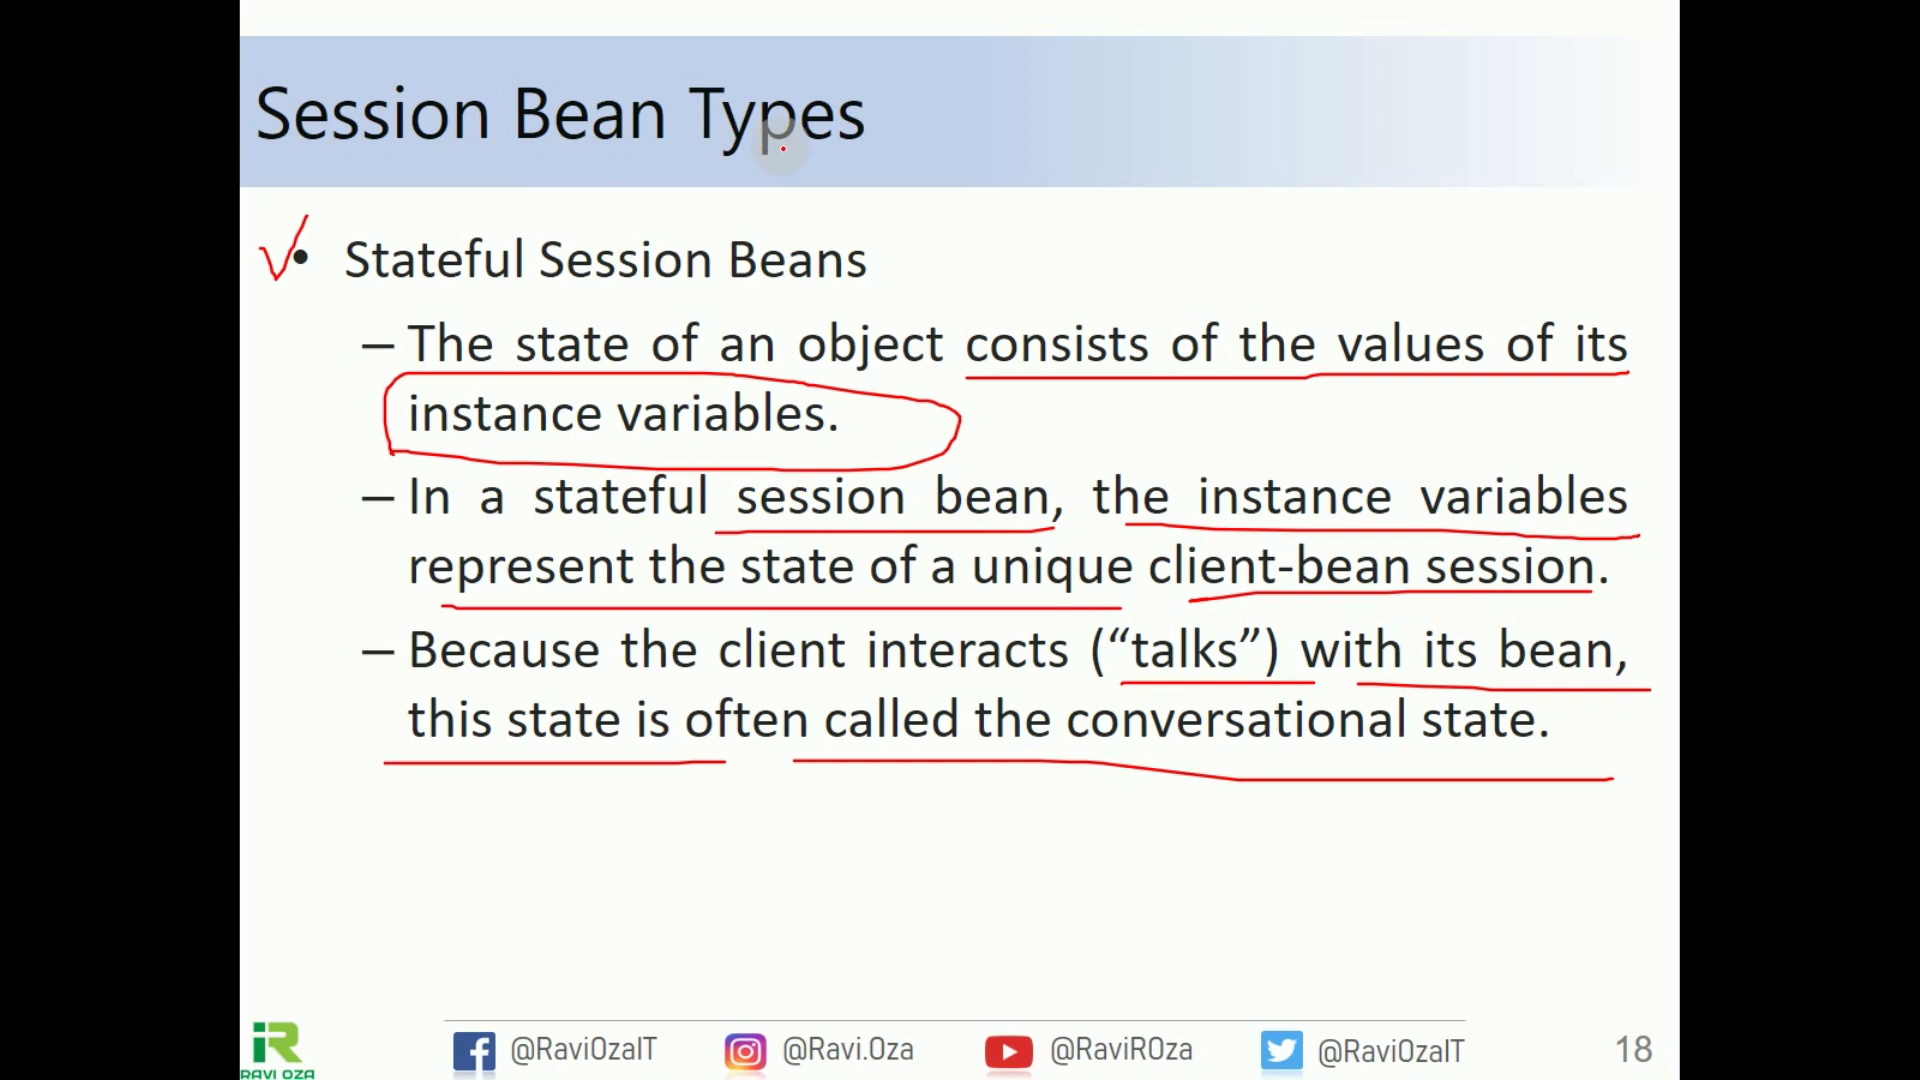 Session Bean Types
• Stateful Session Beans
– The state of an object consists of the values of its
instance variables.
– In a stateful session bean, the instance variables
represent the state of a unique client-bean session.
– Because the client interacts (“talks”) with its bean,
this state is often called the conversational state.
iR
RAVI OZA
@RaviOzaIT @Ravi.Oza @RaviROza @RaviOzaIT 18